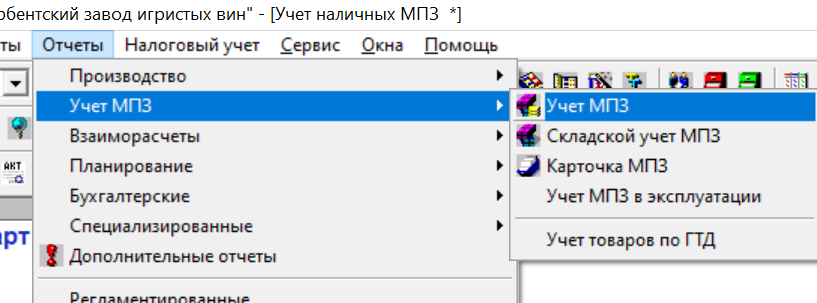 рбентский завод игристых вин" - [Учет наличных МПЗ *]
ты Отчеты Налоговый учет Сервис Окна Помощь
Производство
Учет МПЗ
Взаиморасчеты
Планирование
Бухгалтерские
Специализированные
Дополнительные отчеты
Регламентированные
Учет МПЗ
Складской учет МПЗ
Карточка МПЗ
Учет МПЗ в эксплуатации
Учет товаров по ГТД
АКТ
арт